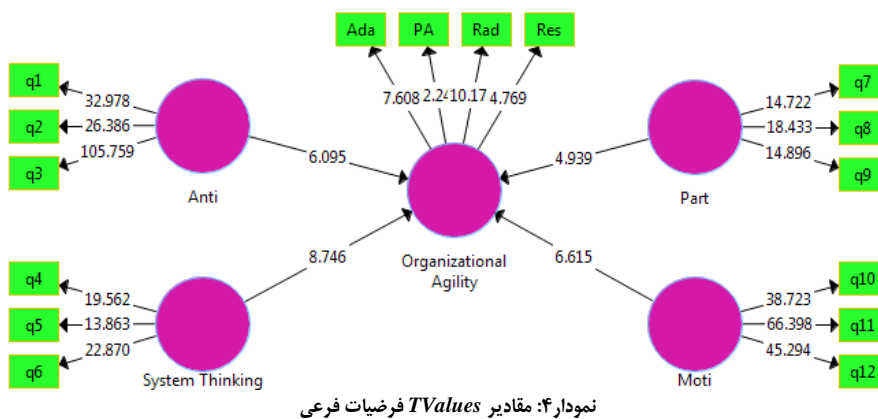 Ada PA Rad Res
q1
q2
q3
32.978
26.386
105.759
Anti
7.608 2.24 10.17 4.769
q7
q8
q9
14.722
18.433
14.896
Part
6.095
4.939
8.746
6.615
Organizational
Agility
q4
q5
q6
19.562
13.863
22.870
System Thinking
q10
q11
q12
38.723
66.398
45.294
Moti
نمودار۴: مقادیر TValues فرضیات فرعی